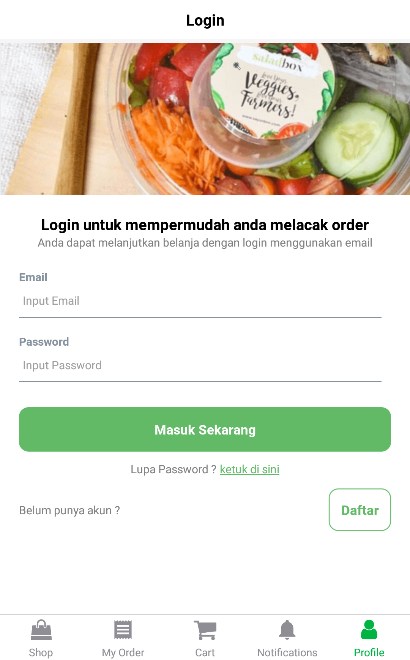 Login
saladbox
Love Your
Veggies,
Farmers!
Login untuk mempermudah anda melacak order
Anda dapat melanjutkan belanja dengan login menggunakan email
Email
Input Email
Password
Input Password
Masuk Sekarang
Lupa Password ? ketuk di sini
Belum punya akun ?
Daftar
Shop
My Order
Cart
Notifications
Profile